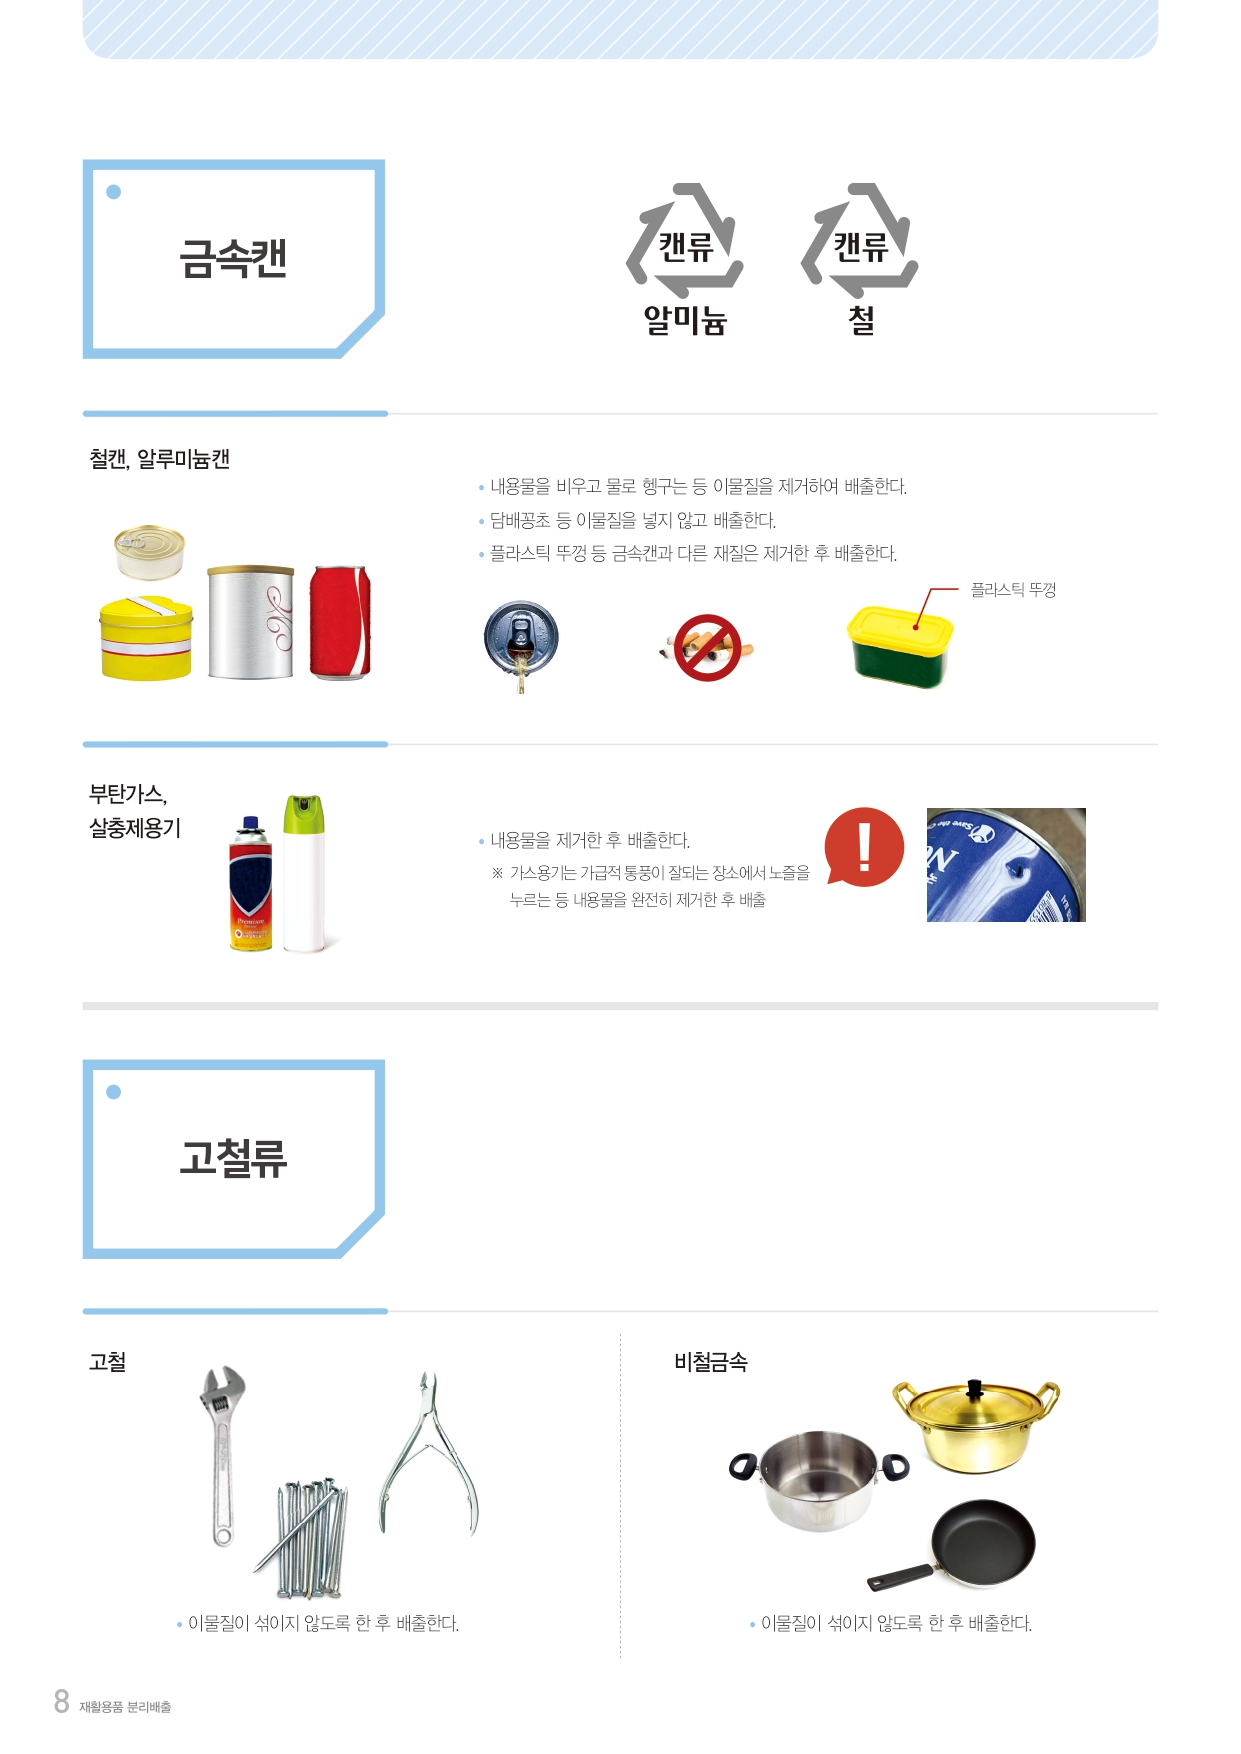 금속캔
캔류
알미늄
캔류
철
철캔, 알루미늄캔
• 내용물을 비우고 물로 헹구는 등 이물질을 제거하여 배출한다.
• 담배꽁초 등 이물질을 넣지 않고 배출한다.
• 플라스틱 뚜껑 등 금속캔과 다른 재질은 제거한 후 배출한다.
플라스틱 뚜껑
부탄가스,
살충제용기
Premium
• 내용물을 제거한 후 배출한다.
※ 가스용기는 가급적 통풍이 잘되는 장소에서 노즐을
누르는 등 내용물을 완전히 제거한 후 배출
!
Save the
고철류
고철
비철금속
• 이물질이 섞이지 않도록 한 후 배출한다.
• 이물질이 섞이지 않도록 한 후 배출한다.
8 재활용품 분리배출